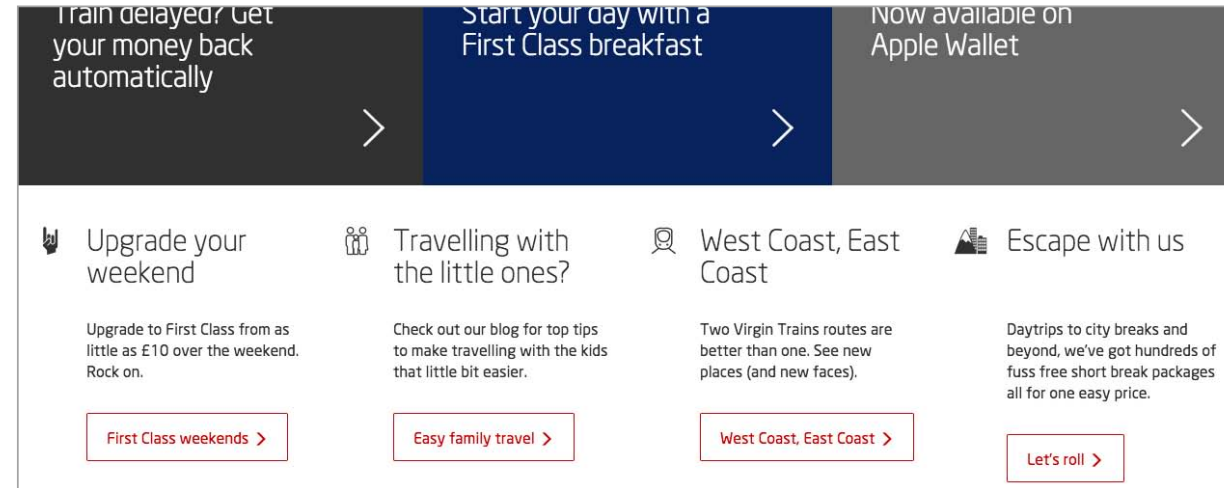 Train delayed? Get
your money back
automatically
Start your day with a
First Class breakfast
Now available on
Apple Wallet
Upgrade your
weekend
Upgrade to First Class from as
little as £10 over the weekend.
Rock on.
First Class weekends
Travelling with
the little ones?
Check out our blog for top tips
to make travelling with the kids
that little bit easier.
Easy family travel
West Coast, East
Coast
Two Virgin Trains routes are
better than one. See new
places (and new faces).
West Coast, East Coast
Escape with us
Daytrips to city breaks and
beyond, we've got hundreds of
fuss free short break packages
all for one easy price.
Let's roll